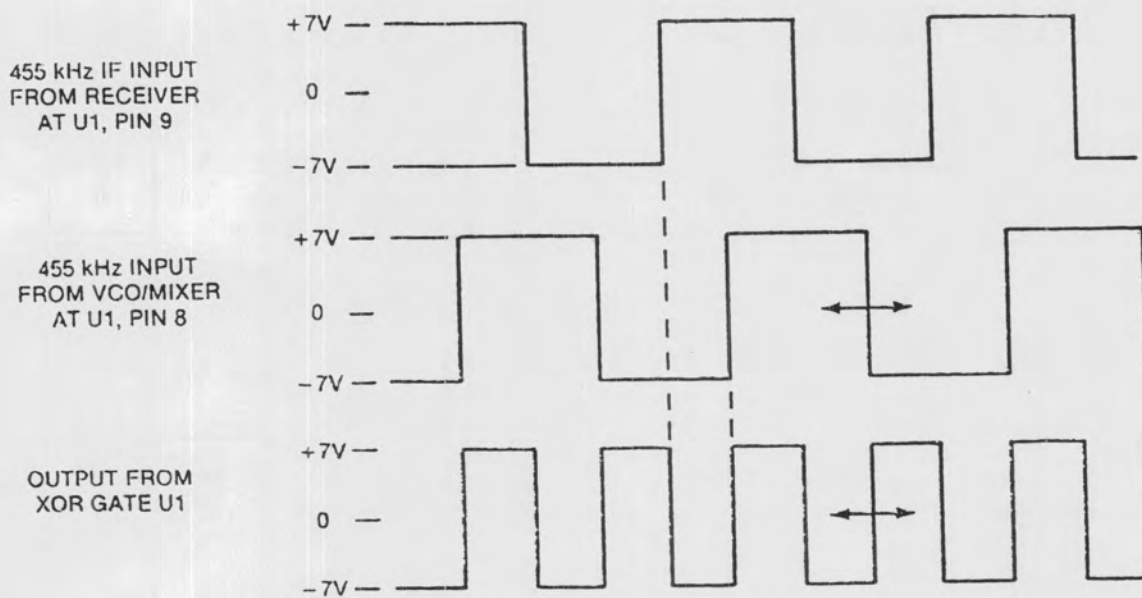 +7V
455 kHz IF INPUT
FROM RECEIVER
AT U1, PIN 9
0
−7V
+7V
455 kHz INPUT
FROM VCO/MIXER
AT U1, PIN 8
0
−7V
+7V
OUTPUT FROM
XOR GATE U1
0
−7V